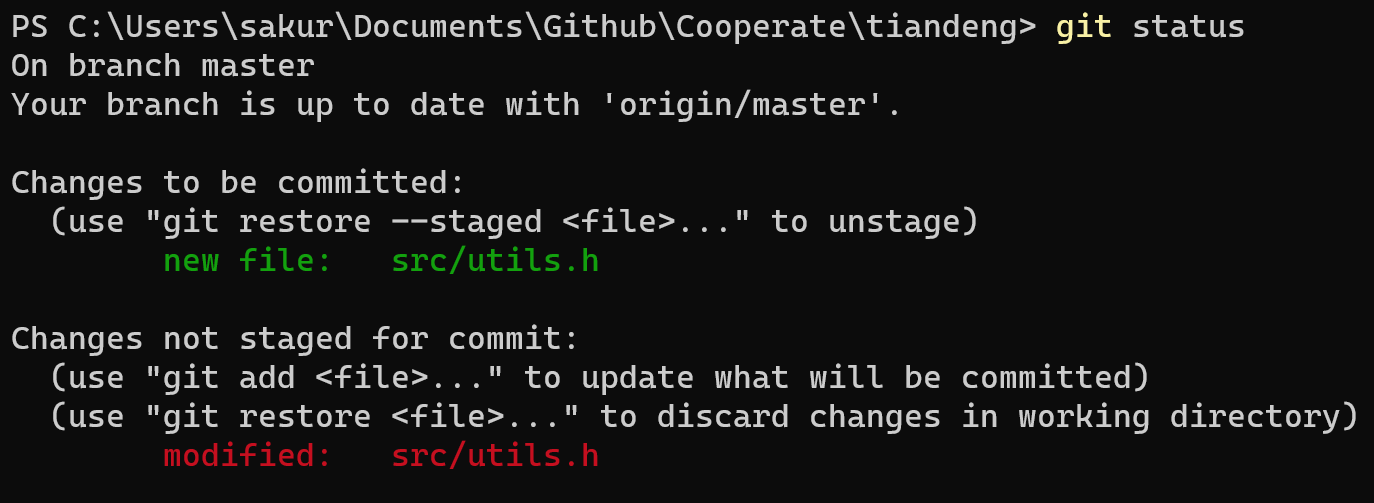 PS C:\Users\sakur\Documents\Github\Cooperate\tiandeng> git status
On branch master
Your branch is up to date with 'origin/master'.

Changes to be committed:
  (use "git restore --staged <file>..." to unstage)
        new file:   src/utils.h

Changes not staged for commit:
  (use "git add <file>..." to update what will be committed)
  (use "git restore <file>..." to discard changes in working directory)
        modified:   src/utils.h